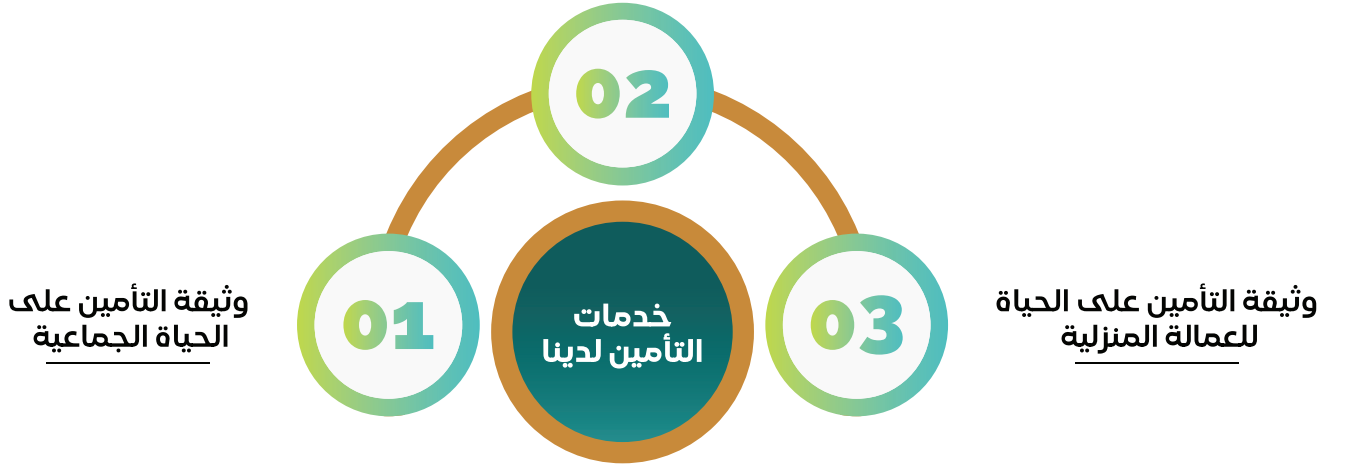 02
01
وثيقة التأمين على
الحياة الجماعية
خدمات
التأمين لدينا
03
وثيقة التأمين على الحياة
للعمالة المنزلية